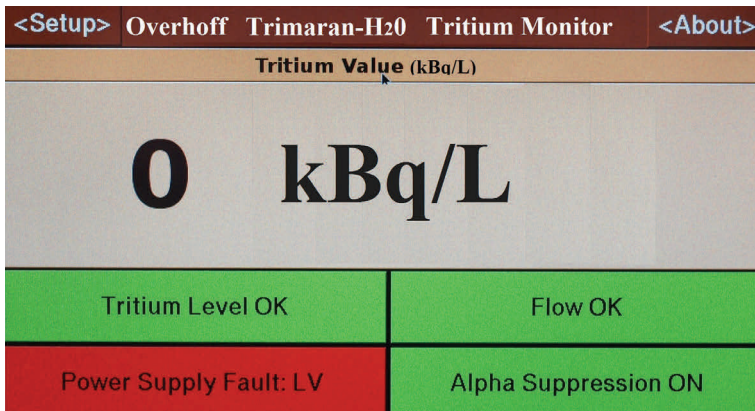 <Setup> Overhoff Trimaran-H20 Tritium Monitor <About>
Tritium Value (kBq/L)
0 kBq/L
Tritium Level OK Flow OK
Power Supply Fault: LV Alpha Suppression ON